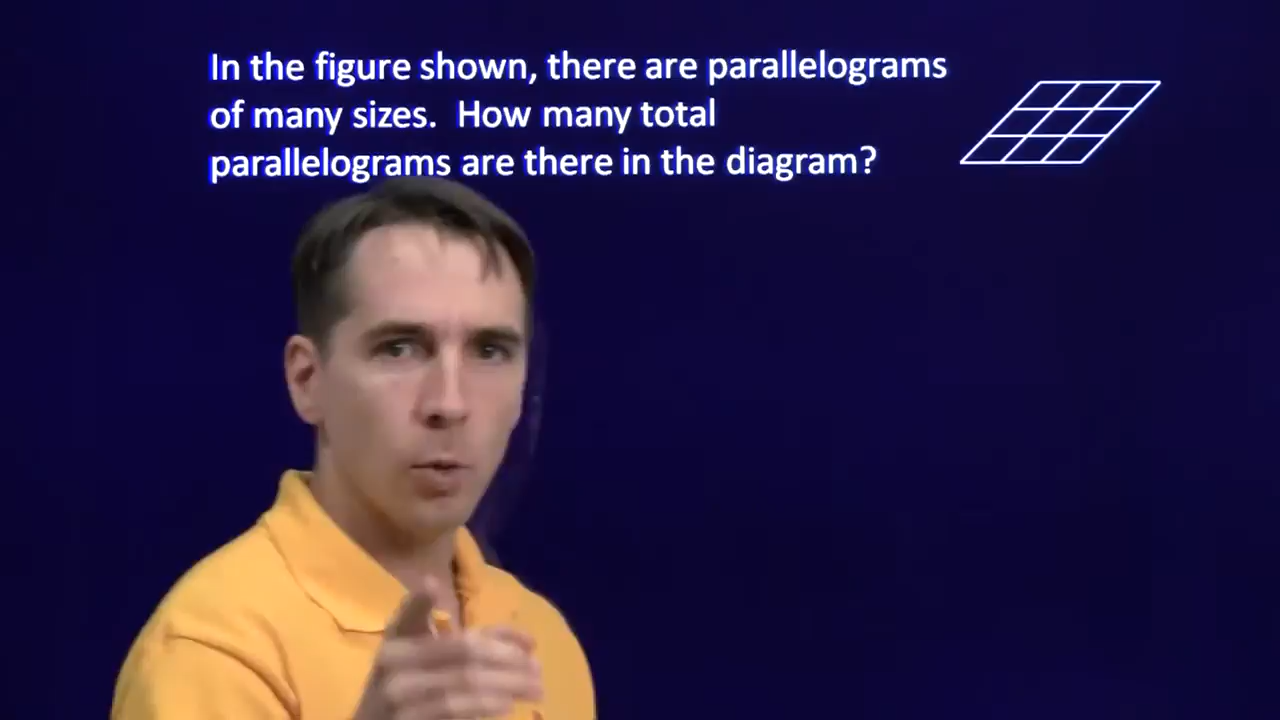 In the figure shown, there are parallelograms
of many sizes.  How many total
parallelograms are there in the diagram?